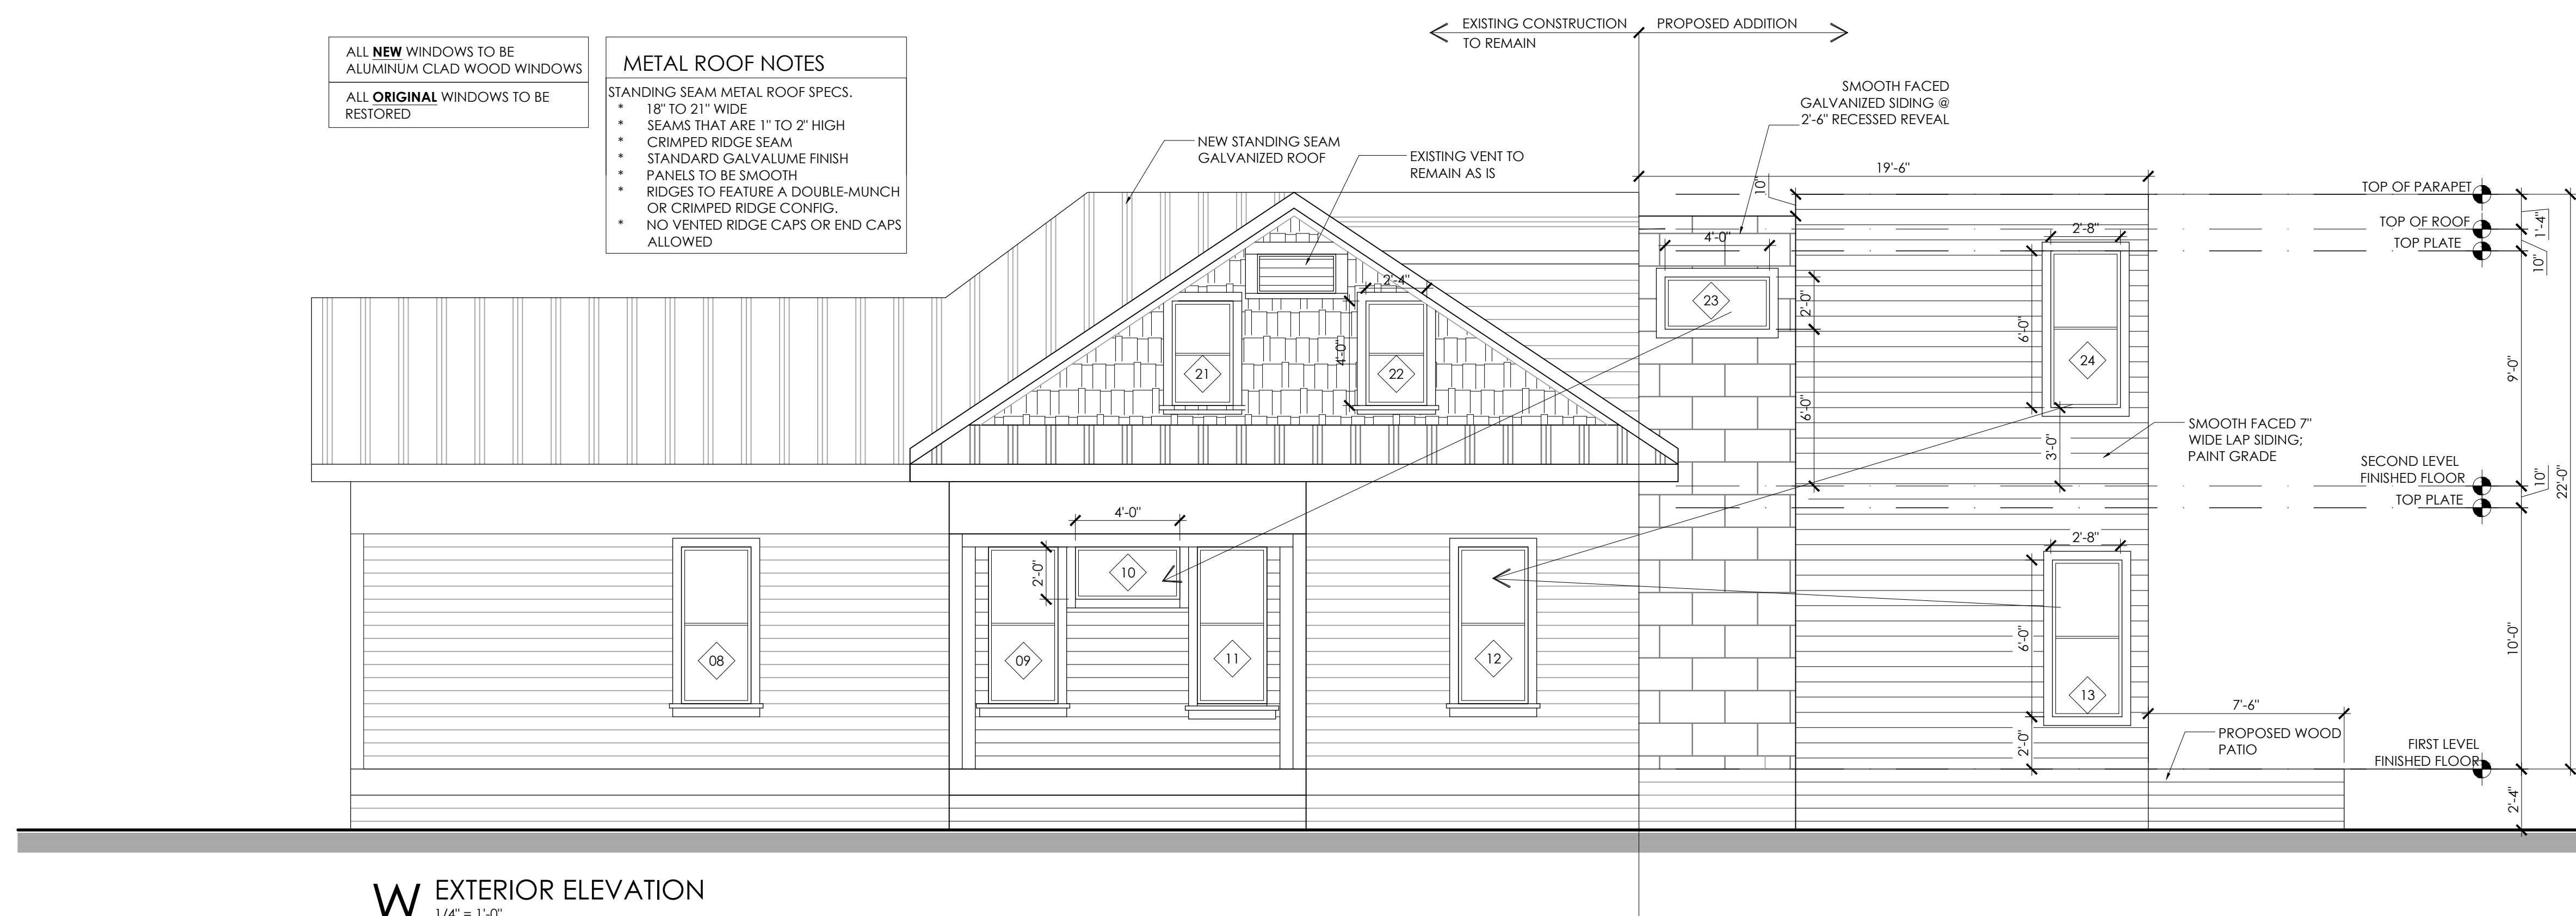 EXISTING CONSTRUCTION
TO REMAIN
PROPOSED ADDITION
ALL NEW WINDOWS TO BE
ALUMINUM CLAD WOOD WINDOWS
ALL ORIGINAL WINDOWS TO BE
RESTORED
METAL ROOF NOTES
STANDING SEAM METAL ROOF SPECS.
* 18" TO 21" WIDE
* SEAMS THAT ARE 1" TO 2" HIGH
* CRIMPED RIDGE SEAM
* STANDARD GALVALUME FINISH
* PANELS TO BE SMOOTH
* RIDGES TO FEATURE A DOUBLE-MUNCH
OR CRIMPED RIDGE CONFIG.
* NO VENTED RIDGE CAPS OR END CAPS
ALLOWED
NEW STANDING SEAM
GALVANIZED ROOF
EXISTING VENT TO
REMAIN AS IS
SMOOTH FACED
GALVANIZED SIDING @
2'-6" RECESSED REVEAL
19'-6"
10"
4'-0"
23
2'-0"
6'-0"
2'-8"
6'-0"
24
3'-0"
2'-4"
4'-0"
21
22
SMOOTH FACED 7"
WIDE LAP SIDING;
PAINT GRADE
TOP OF PARAPET
TOP OF ROOF
TOP PLATE
1'-4"
10"
9'-0"
SECOND LEVEL
FINISHED FLOOR
TOP PLATE
10"
22'-0"
10'-0"
4'-0"
2'-0"
10
08
09
11
12
2'-8"
6'-0"
13
2'-0"
7'-6"
PROPOSED WOOD
PATIO
FIRST LEVEL
FINISHED FLOOR
2'-4"
W
EXTERIOR ELEVATION
1/4" = 1'-0"